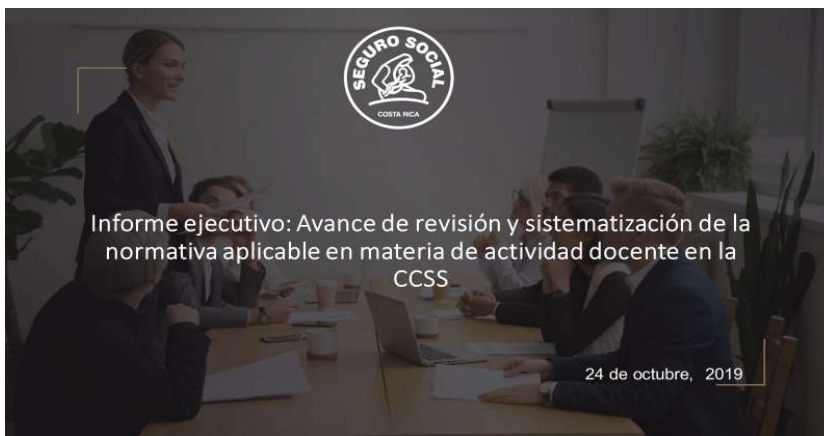 SEGURO SOCIAL
COSTA RICA
Informe ejecutivo: Avance de revisión y sistematización de la
normativa aplicable en materia de actividad docente en la
CCSS
24 de octubre, 2019